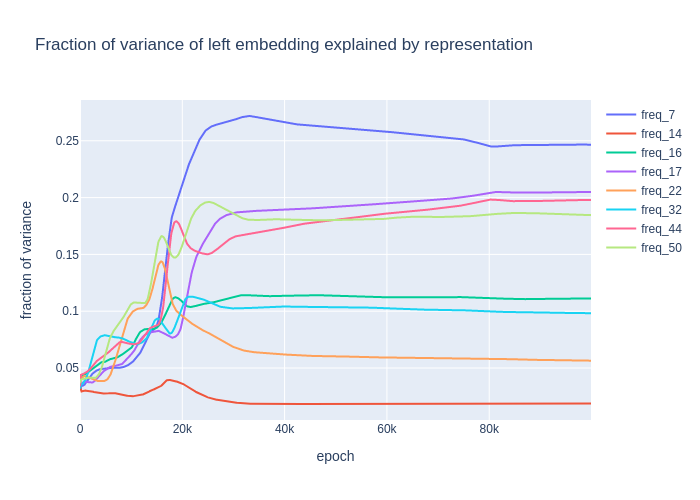 Fraction of variance of left embedding explained by representation
fraction of variance
0.25
0.2
0.15
0.1
0.05
0
20k
40k
60k
80k
epoch
freq_7
freq_14
freq_16
freq_17
freq_22
freq_32
freq_44
freq_50